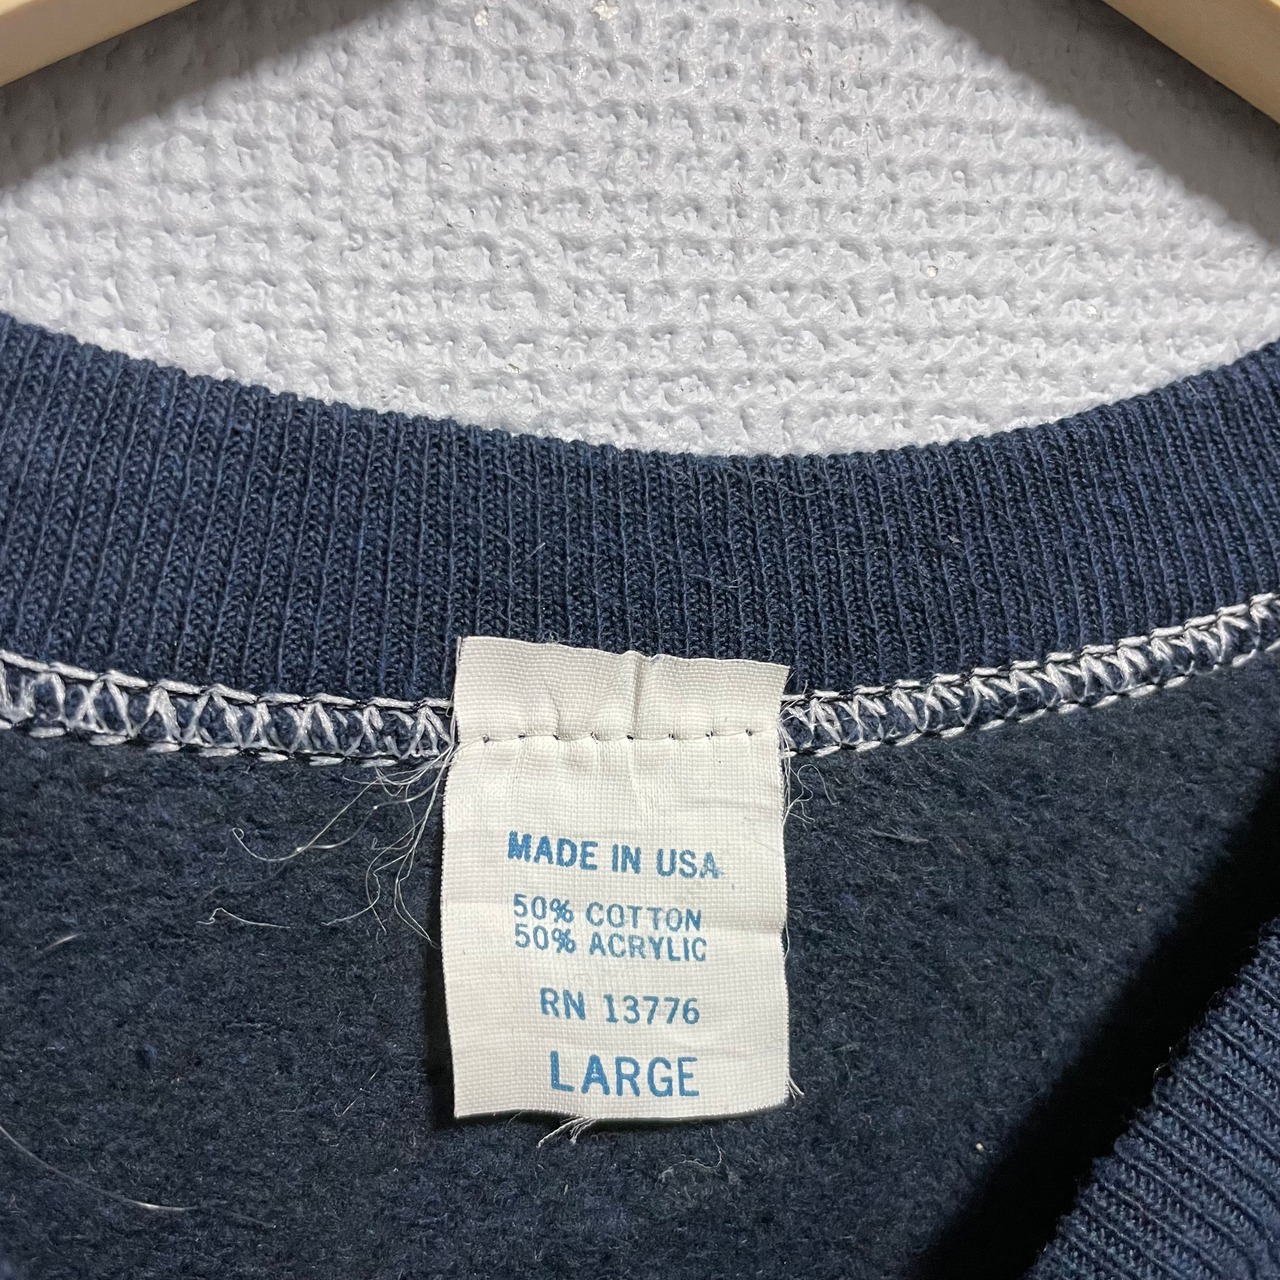 MADE IN USA
50% COTTON
50% ACRYLIC
RN 13776
LARGE